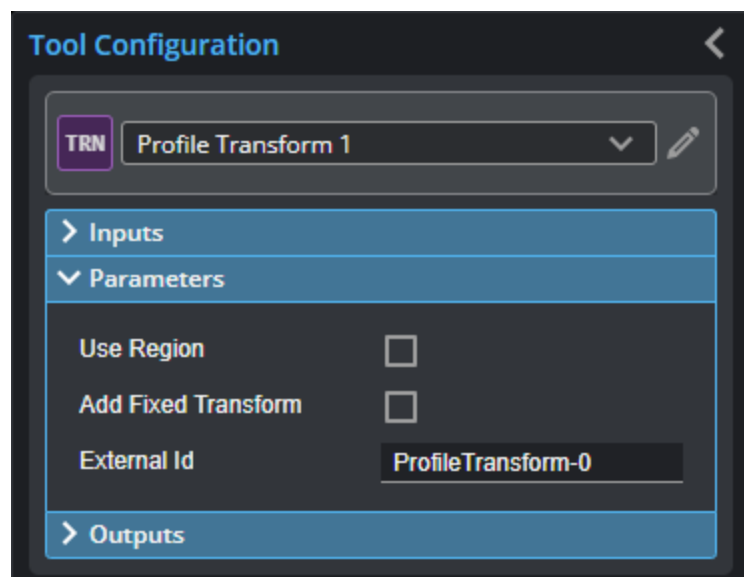 Tool Configuration
TRN Profile Transform 1
Inputs
Parameters
Use Region
Add Fixed Transform
External Id ProfileTransform-0
Outputs